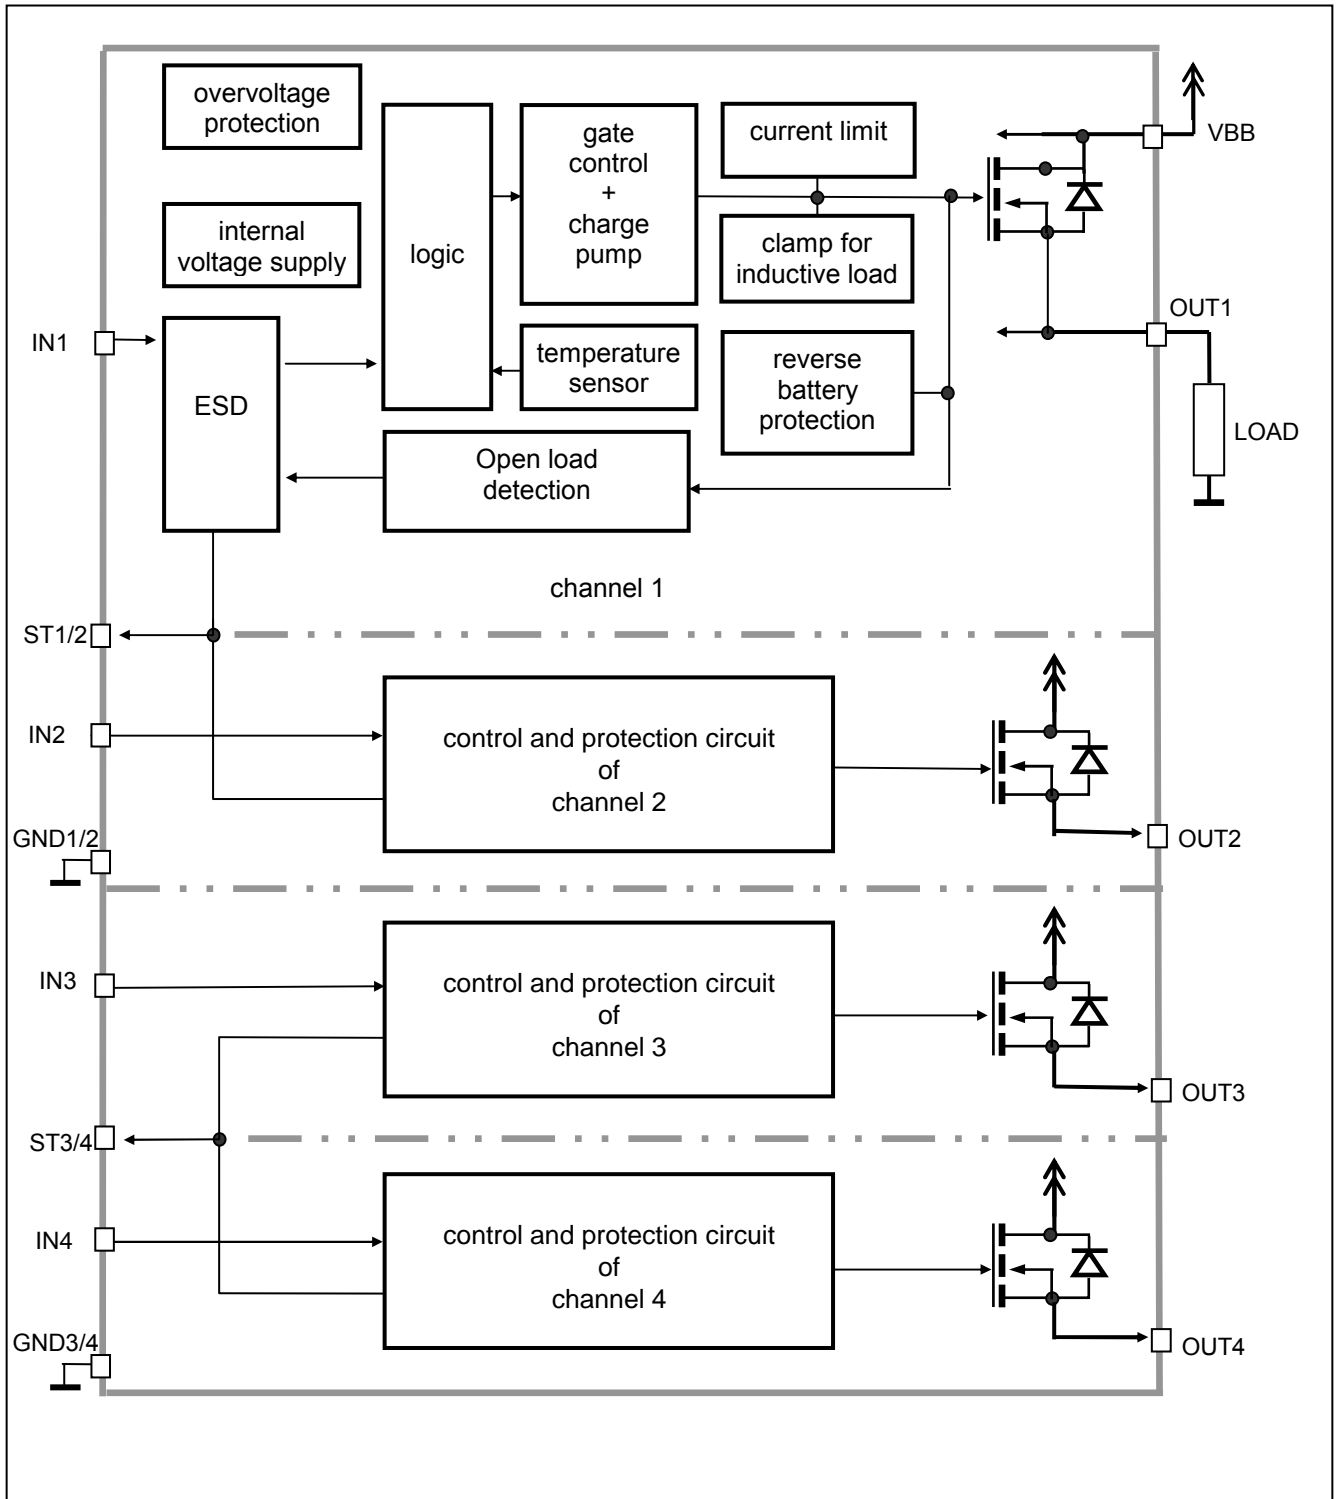 overvoltage
protection
internal
voltage supply
logic
gate
control
+
charge
pump
current limit
clamp for
inductive load
VBB
OUT1
IN1
ESD
temperature
sensor
reverse
battery
protection
LOAD
Open load
detection
channel 1
ST1/2
IN2
control and protection circuit
of
channel 2
GND1/2
OUT2
IN3
control and protection circuit
of
channel 3
OUT3
ST3/4
IN4
control and protection circuit
of
channel 4
GND3/4
OUT4